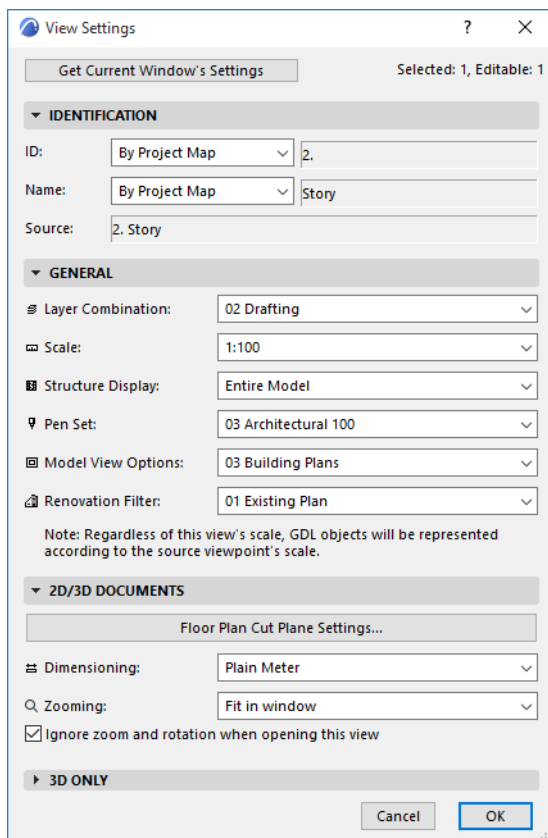 View Settings
?
Get Current Window's Settings
Selected: 1, Editable: 1
IDENTIFICATION
ID: By Project Map 2.
Name: By Project Map Story
Source: 2. Story
GENERAL
Layer Combination: 02 Drafting
Scale: 1:100
Structure Display: Entire Model
Pen Set: 03 Architectural 100
Model View Options: 03 Building Plans
Renovation Filter: 01 Existing Plan
Note: Regardless of this view's scale, GDL objects will be represented
according to the source viewpoint's scale.
2D/3D DOCUMENTS
Floor Plan Cut Plane Settings...
Dimensioning: Plain Meter
Zooming: Fit in window
Ignore zoom and rotation when opening this view
3D ONLY
Cancel OK